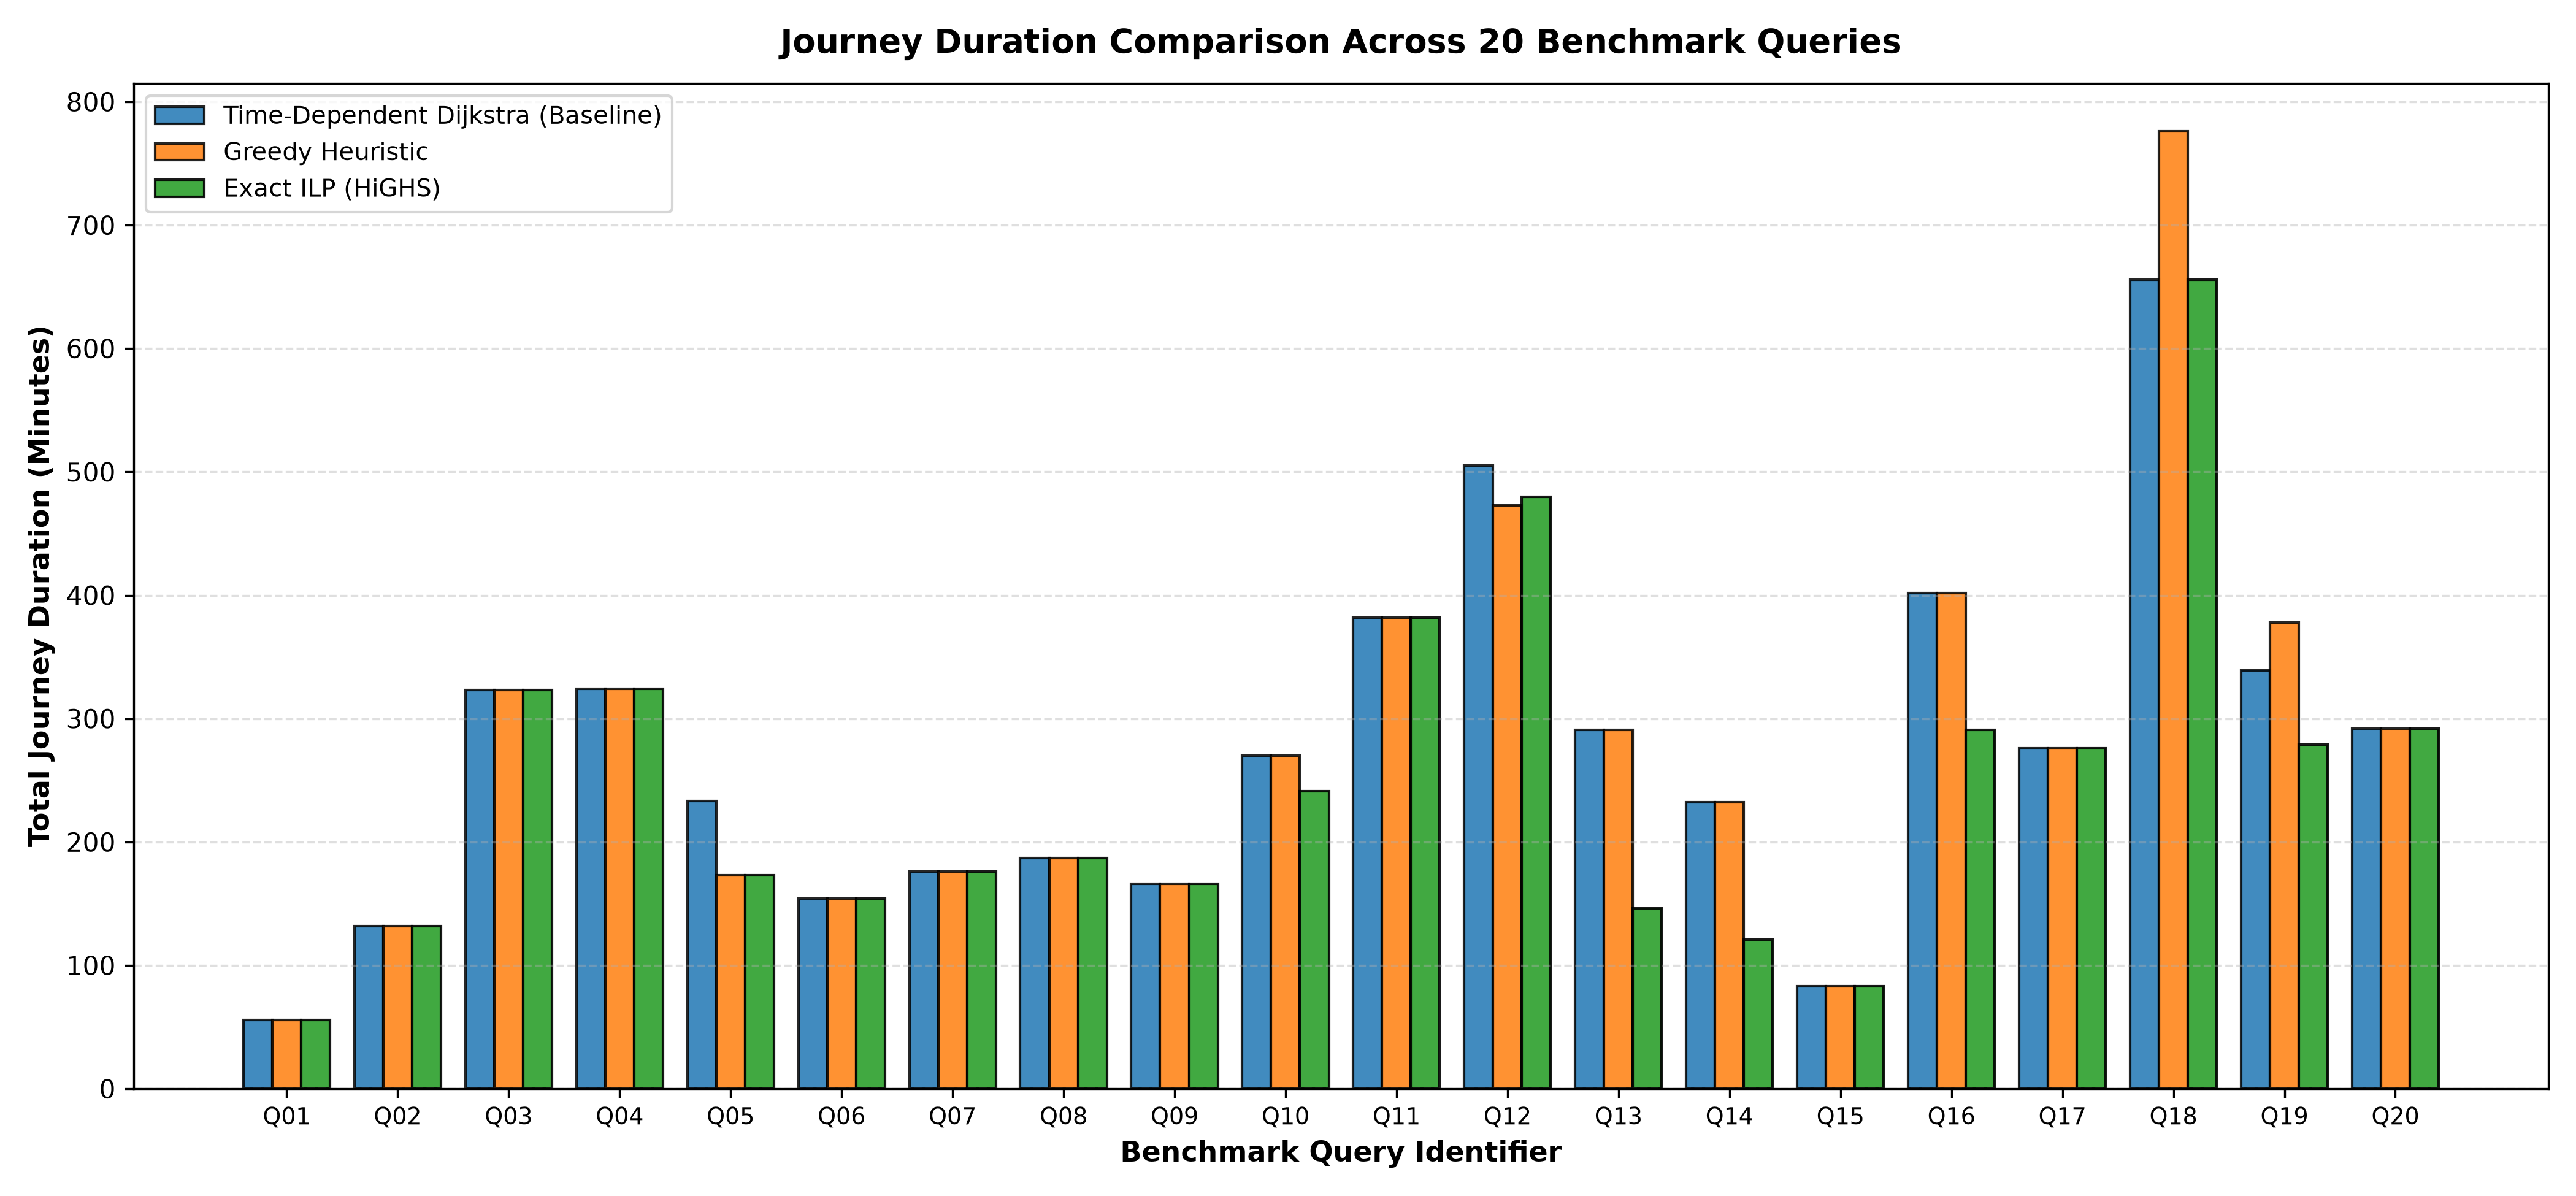 Journey Duration Comparison Across 20 Benchmark Queries
Time-Dependent Dijkstra (Baseline)
Greedy Heuristic
Exact ILP (HiGHS)
Total Journey Duration (Minutes)
800
700
600
500
400
300
200
100
0
Q01 Q02 Q03 Q04 Q05 Q06 Q07 Q08 Q09 Q10 Q11 Q12 Q13 Q14 Q15 Q16 Q17 Q18 Q19 Q20
Benchmark Query Identifier